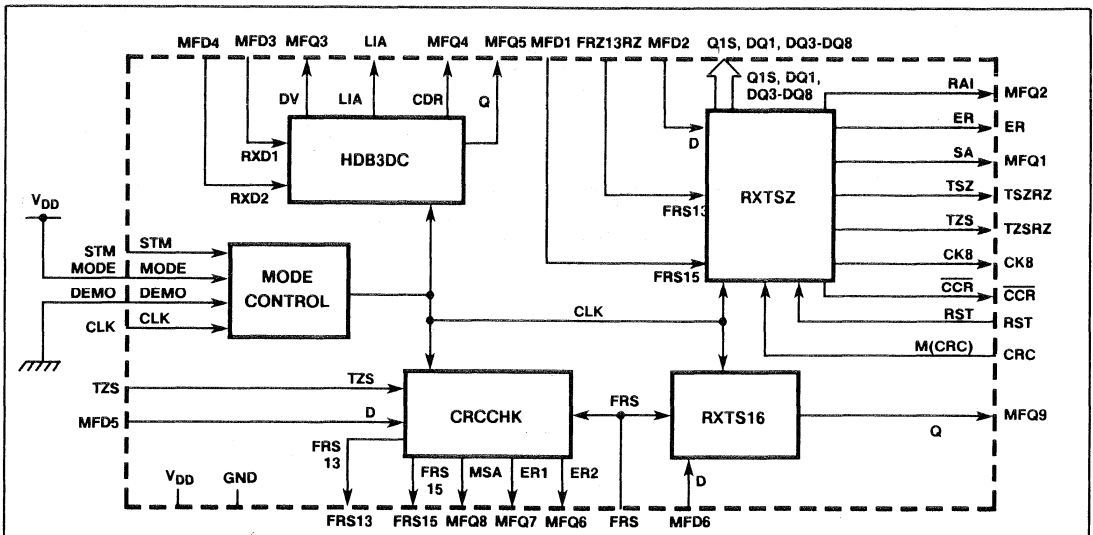 MFD4 MFD3 MFQ3 LIA MFQ4 MFQ5 MFD1 FRZ13RZ MFD2 Q1S, DQ1, DQ3-DQ8
Q1S, DQ1,
DQ3-DQ8
DV LIA CDR Q
RAI MFQ2
HDB3DC
RXD1
RXD2
D
ER ER
SA MFQ1
RXTSZ
TSZ TSZRZ
FRS13
TZS TZSRZ
VDD
STM STM
MODE MODE
MODE
CONTROL
DEMO DEMO
CLK CLK
FRS15
CK8 CK8
CCR CCR
CLK
RST RST
M(CRC) CRC
TZS TZS
MFD5 D
CRCCHK
FRS
RXTS16
MFQ9
Q
FRS
13
FRS
15
MSA ER1 ER2
D
VDD GND
FRS13 FRS15 MFQ8 MFQ7 MFQ6 FRS MFD6